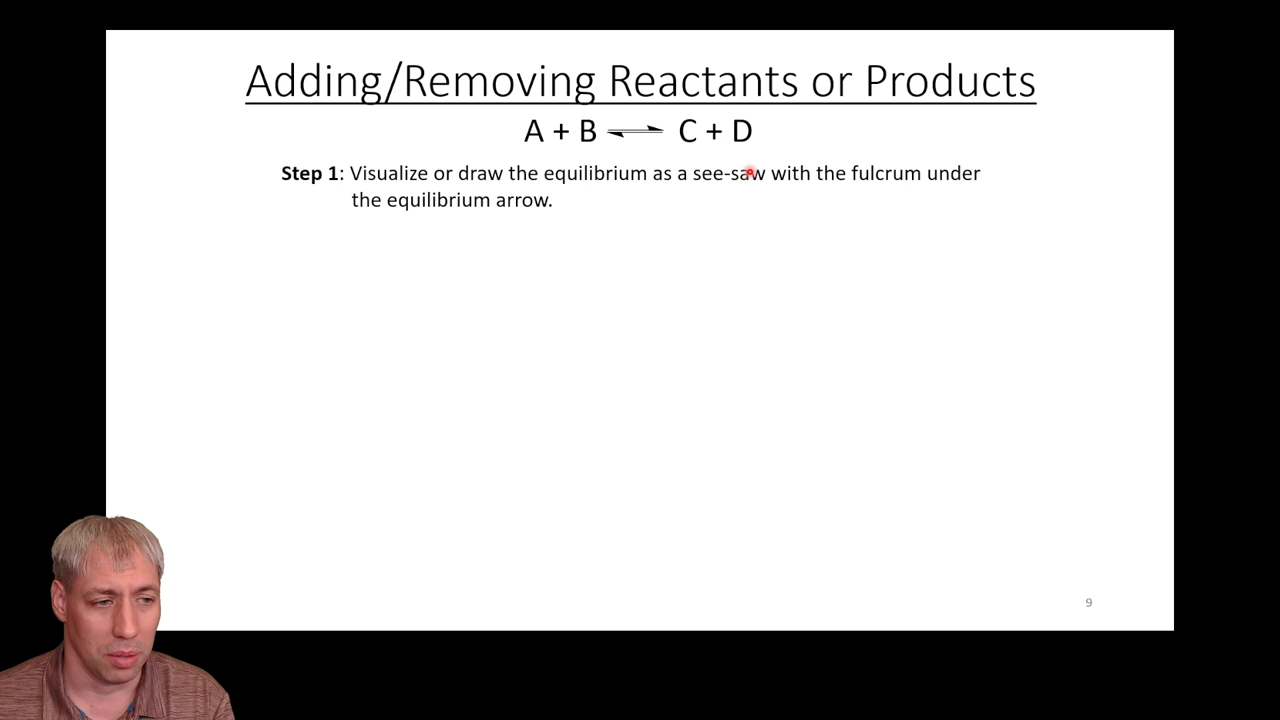 Adding/Removing Reactants or Products
A + B ⇌ C + D
Step 1: Visualize or draw the equilibrium as a see-saw with the fulcrum under
the equilibrium arrow.
9